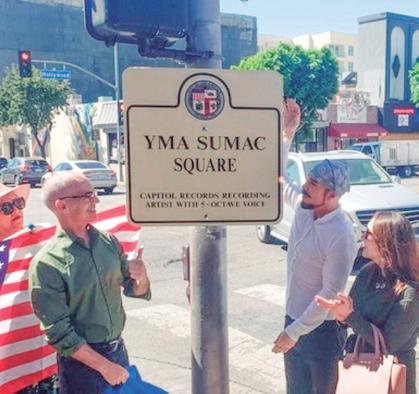 Hollywood
YMA SUMAC
SQUARE
CAPITOL RECORDS RECORDING
ARTIST WITH 5-OCTAVE VOICE